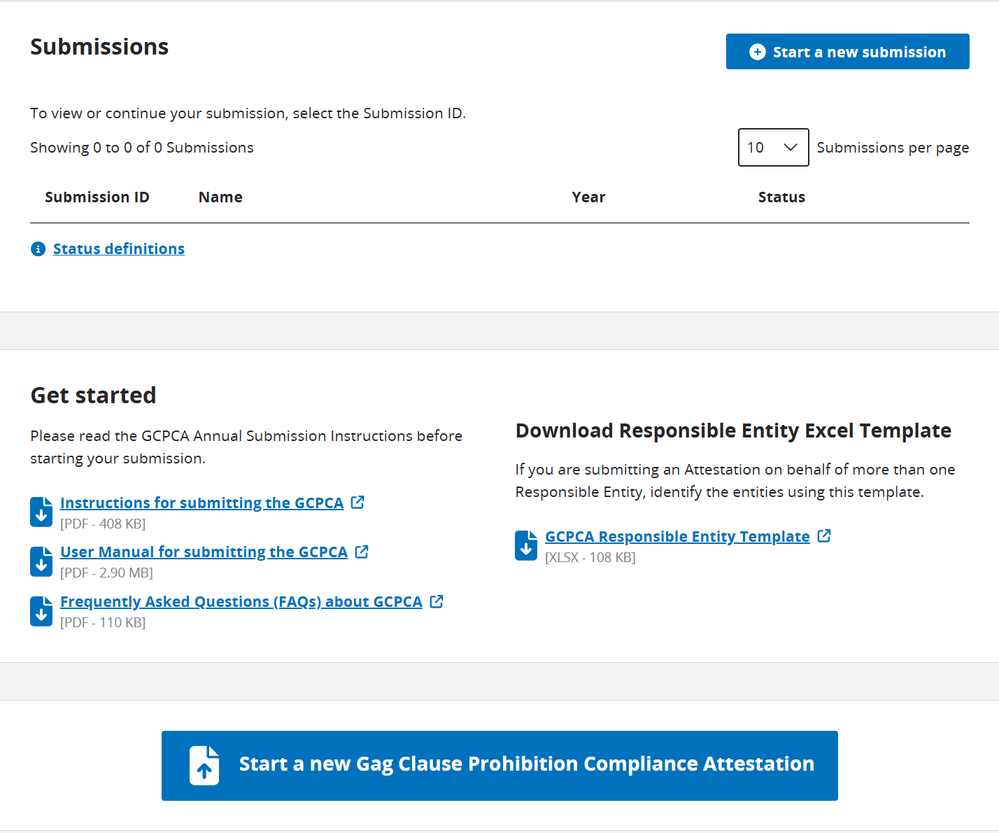 Submissions
Start a new submission
To view or continue your submission, select the Submission ID.
Showing 0 to 0 of 0 Submissions
10
Submissions per page
Submission ID Name Year Status
Status definitions
Get started
Please read the GCPCA Annual Submission Instructions before
starting your submission.
Instructions for submitting the GCPCA
[PDF - 408 KB]
User Manual for submitting the GCPCA
[PDF - 2.90 MB]
Frequently Asked Questions (FAQs) about GCPCA
[PDF - 110 KB]
Download Responsible Entity Excel Template
If you are submitting an Attestation on behalf of more than one
Responsible Entity, identify the entities using this template.
GCPCA Responsible Entity Template
[XLSX - 108 KB]
Start a new Gag Clause Prohibition Compliance Attestation